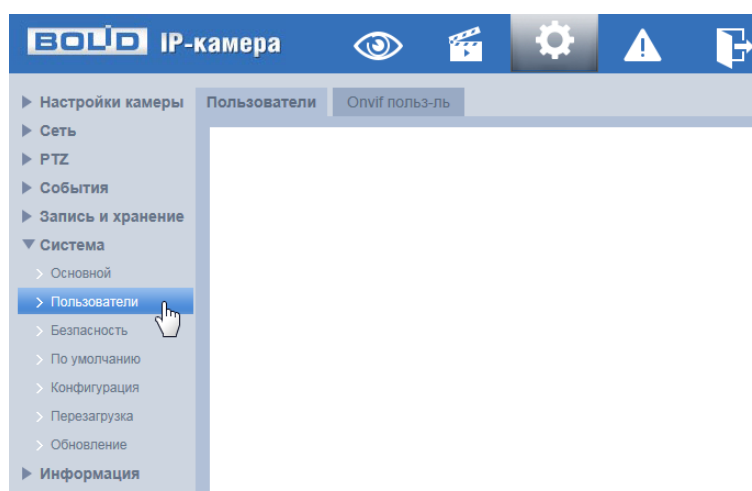 BOLID IP-камера
Настройки камеры
Сеть
PTZ
События
Запись и хранение
Система
Основной
Пользователи
Безпасность
По умолчанию
Конфигурация
Перезагрузка
Обновление
Информация
Пользователи
Onvif польз-ль